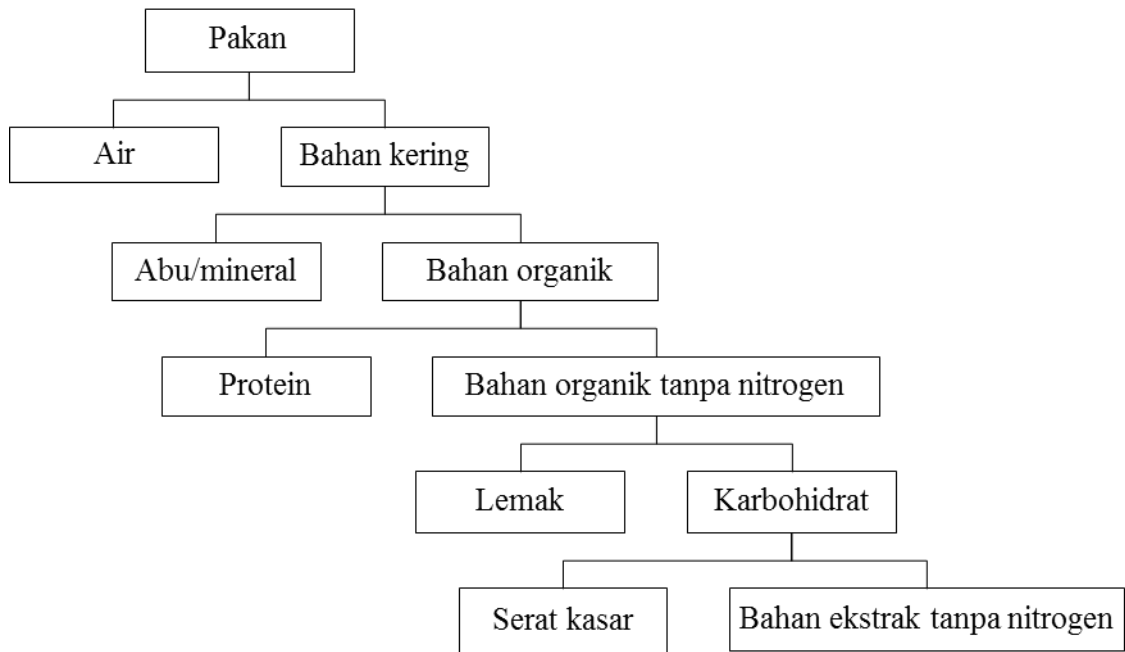 Pakan
Air
Bahan kering
Abu/mineral
Bahan organik
Protein
Bahan organik tanpa nitrogen
Lemak
Karbohidrat
Serat kasar
Bahan ekstrak tanpa nitrogen